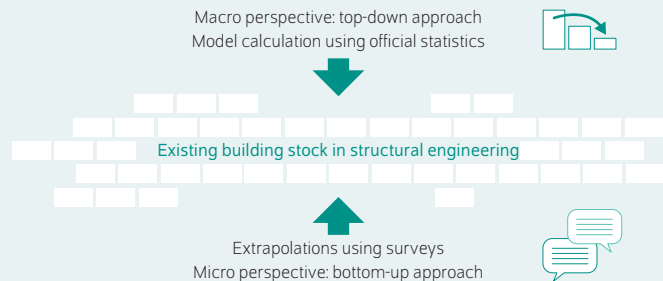 Macro perspective: top-down approach
Model calculation using official statistics
Existing building stock in structural engineering
Extrapolations using surveys
Micro perspective: bottom-up approach